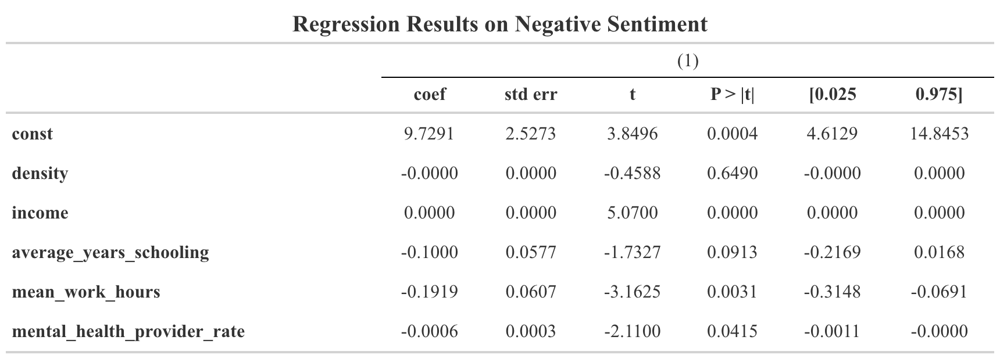 Regression Results on Negative Sentiment
(1)
coef std err t P > |t| [0.025 0.975]
const 9.7291 2.5273 3.8496 0.0004 4.6129 14.8453
density -0.0000 0.0000 -0.4588 0.6490 -0.0000 0.0000
income 0.0000 0.0000 5.0700 0.0000 0.0000 0.0000
average_years_schooling -0.1000 0.0577 -1.7327 0.0913 -0.2169 0.0168
mean_work_hours -0.1919 0.0607 -3.1625 0.0031 -0.3148 -0.0691
mental_health_provider_rate -0.0006 0.0003 -2.1100 0.0415 -0.0011 -0.0000